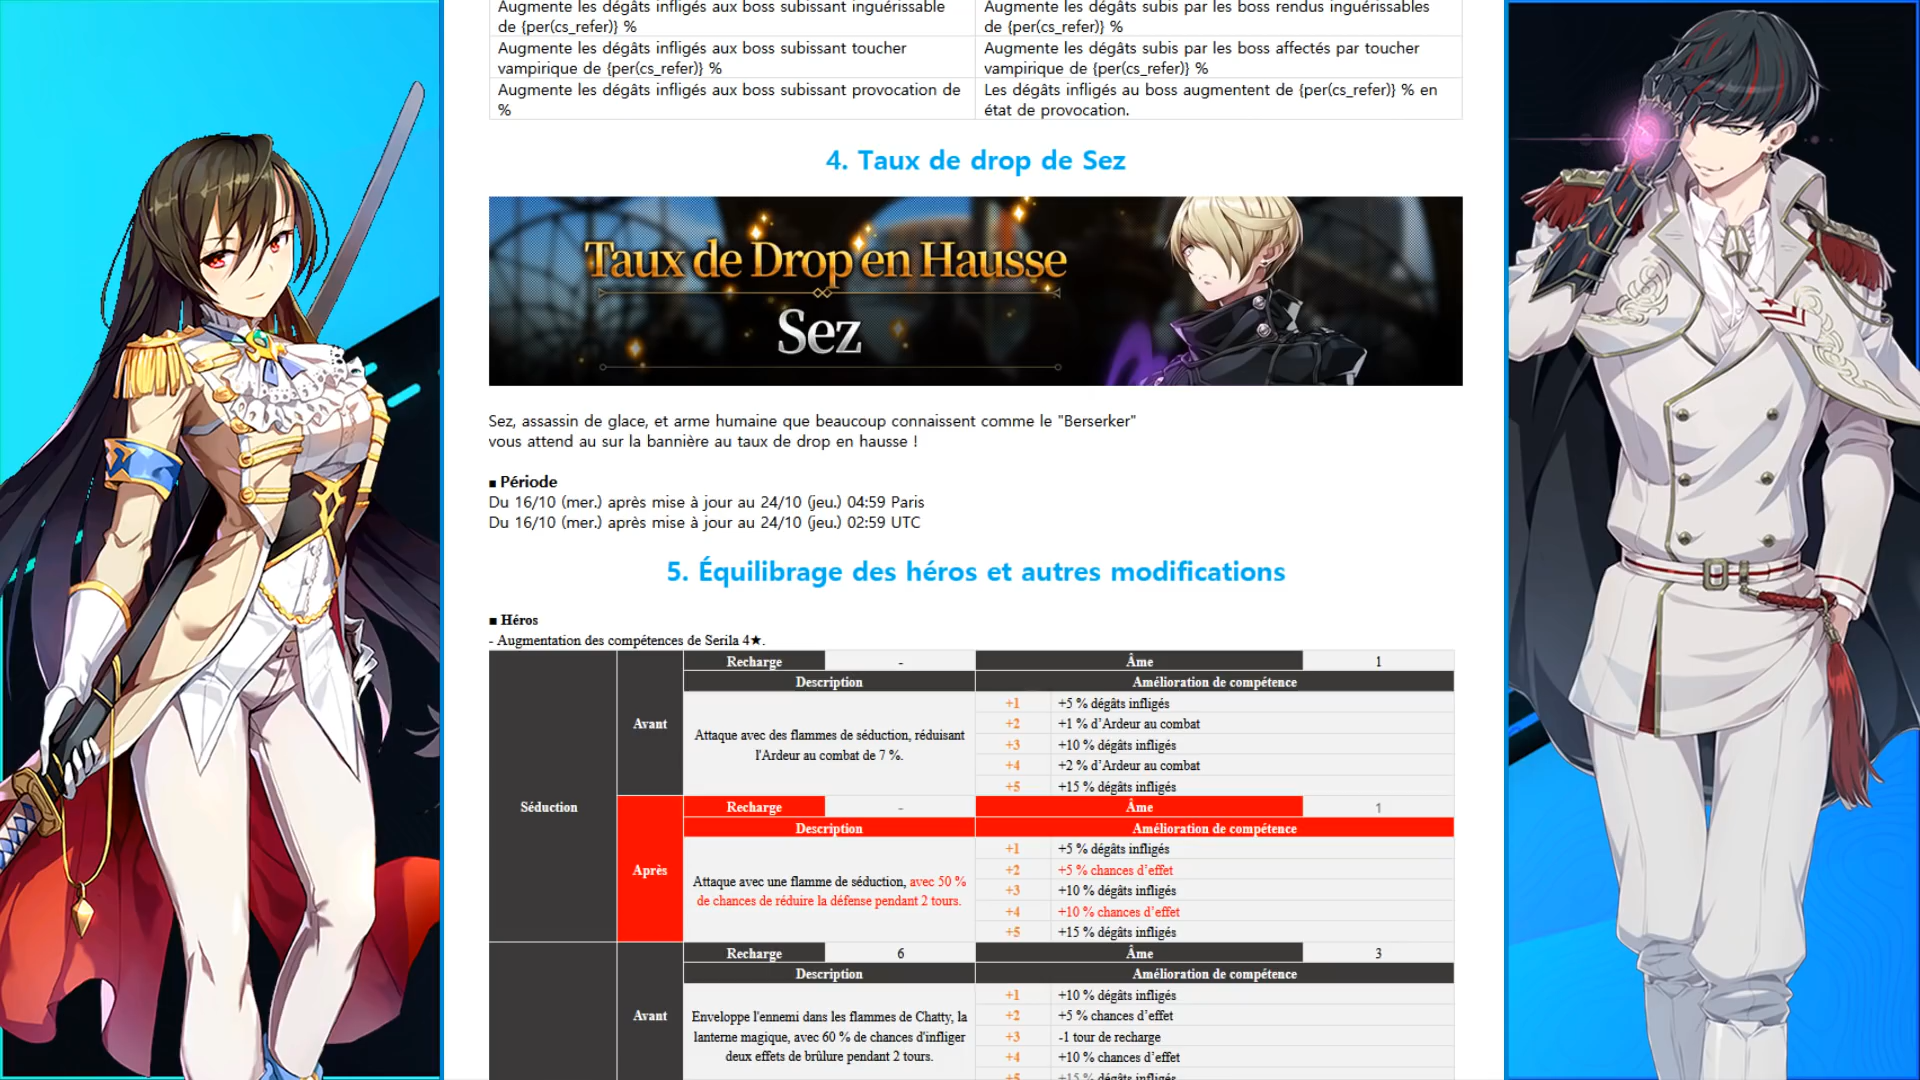 Augmente les dégâts infligés aux boss subissant inguérissable
de {per(cs_refer)} %
Augmente les dégâts subis par les boss rendus inguérissables
de {per(cs_refer)} %
Augmente les dégâts infligés aux boss subissant toucher
vampirique de {per(cs_refer)} %
Augmente les dégâts subis par les boss affectés par toucher
vampirique de {per(cs_refer)} %
Augmente les dégâts infligés aux boss subissant provocation de
%
Les dégâts infligés au boss augmentent de {per(cs_refer)} % en
état de provocation.
4. Taux de drop de Sez
Taux de Drop en Hausse
Sez
Sez, assassin de glace, et arme humaine que beaucoup connaissent comme le "Berserker"
vous attend au sur la bannière au taux de drop en hausse !
■ Période
Du 16/10 (mer.) après mise à jour au 24/10 (jeu.) 04:59 Paris
Du 16/10 (mer.) après mise à jour au 24/10 (jeu.) 02:59 UTC
5. Équilibrage des héros et autres modifications
■ Héros
- Augmentation des compétences de Serila 4★.
Séduction
Avant
Recharge - Âme 1
Description Amélioration de compétence
Attaque avec des flammes de séduction, réduisant
l'Ardeur au combat de 7 %.
+1 +5 % dégâts infligés
+2 +1 % d’Ardeur au combat
+3 +10 % dégâts infligés
+4 +2 % d’Ardeur au combat
+5 +15 % dégâts infligés
Après
Recharge - Âme 1
Description Amélioration de compétence
Attaque avec une flamme de séduction, avec 50 %
de chances de réduire la défense pendant 2 tours.
+1 +5 % dégâts infligés
+2 +5 % chances d’effet
+3 +10 % dégâts infligés
+4 +10 % chances d’effet
+5 +15 % dégâts infligés
Avant
Recharge 6 Âme 3
Description Amélioration de compétence
Enveloppe l'ennemi dans les flammes de Chatty, la
lanterne magique, avec 60 % de chances d'infliger
deux effets de brûlure pendant 2 tours.
+1 +10 % dégâts infligés
+2 +5 % chances d’effet
+3 -1 tour de recharge
+4 +10 % chances d’effet
+5 +15 % dégâts infligés